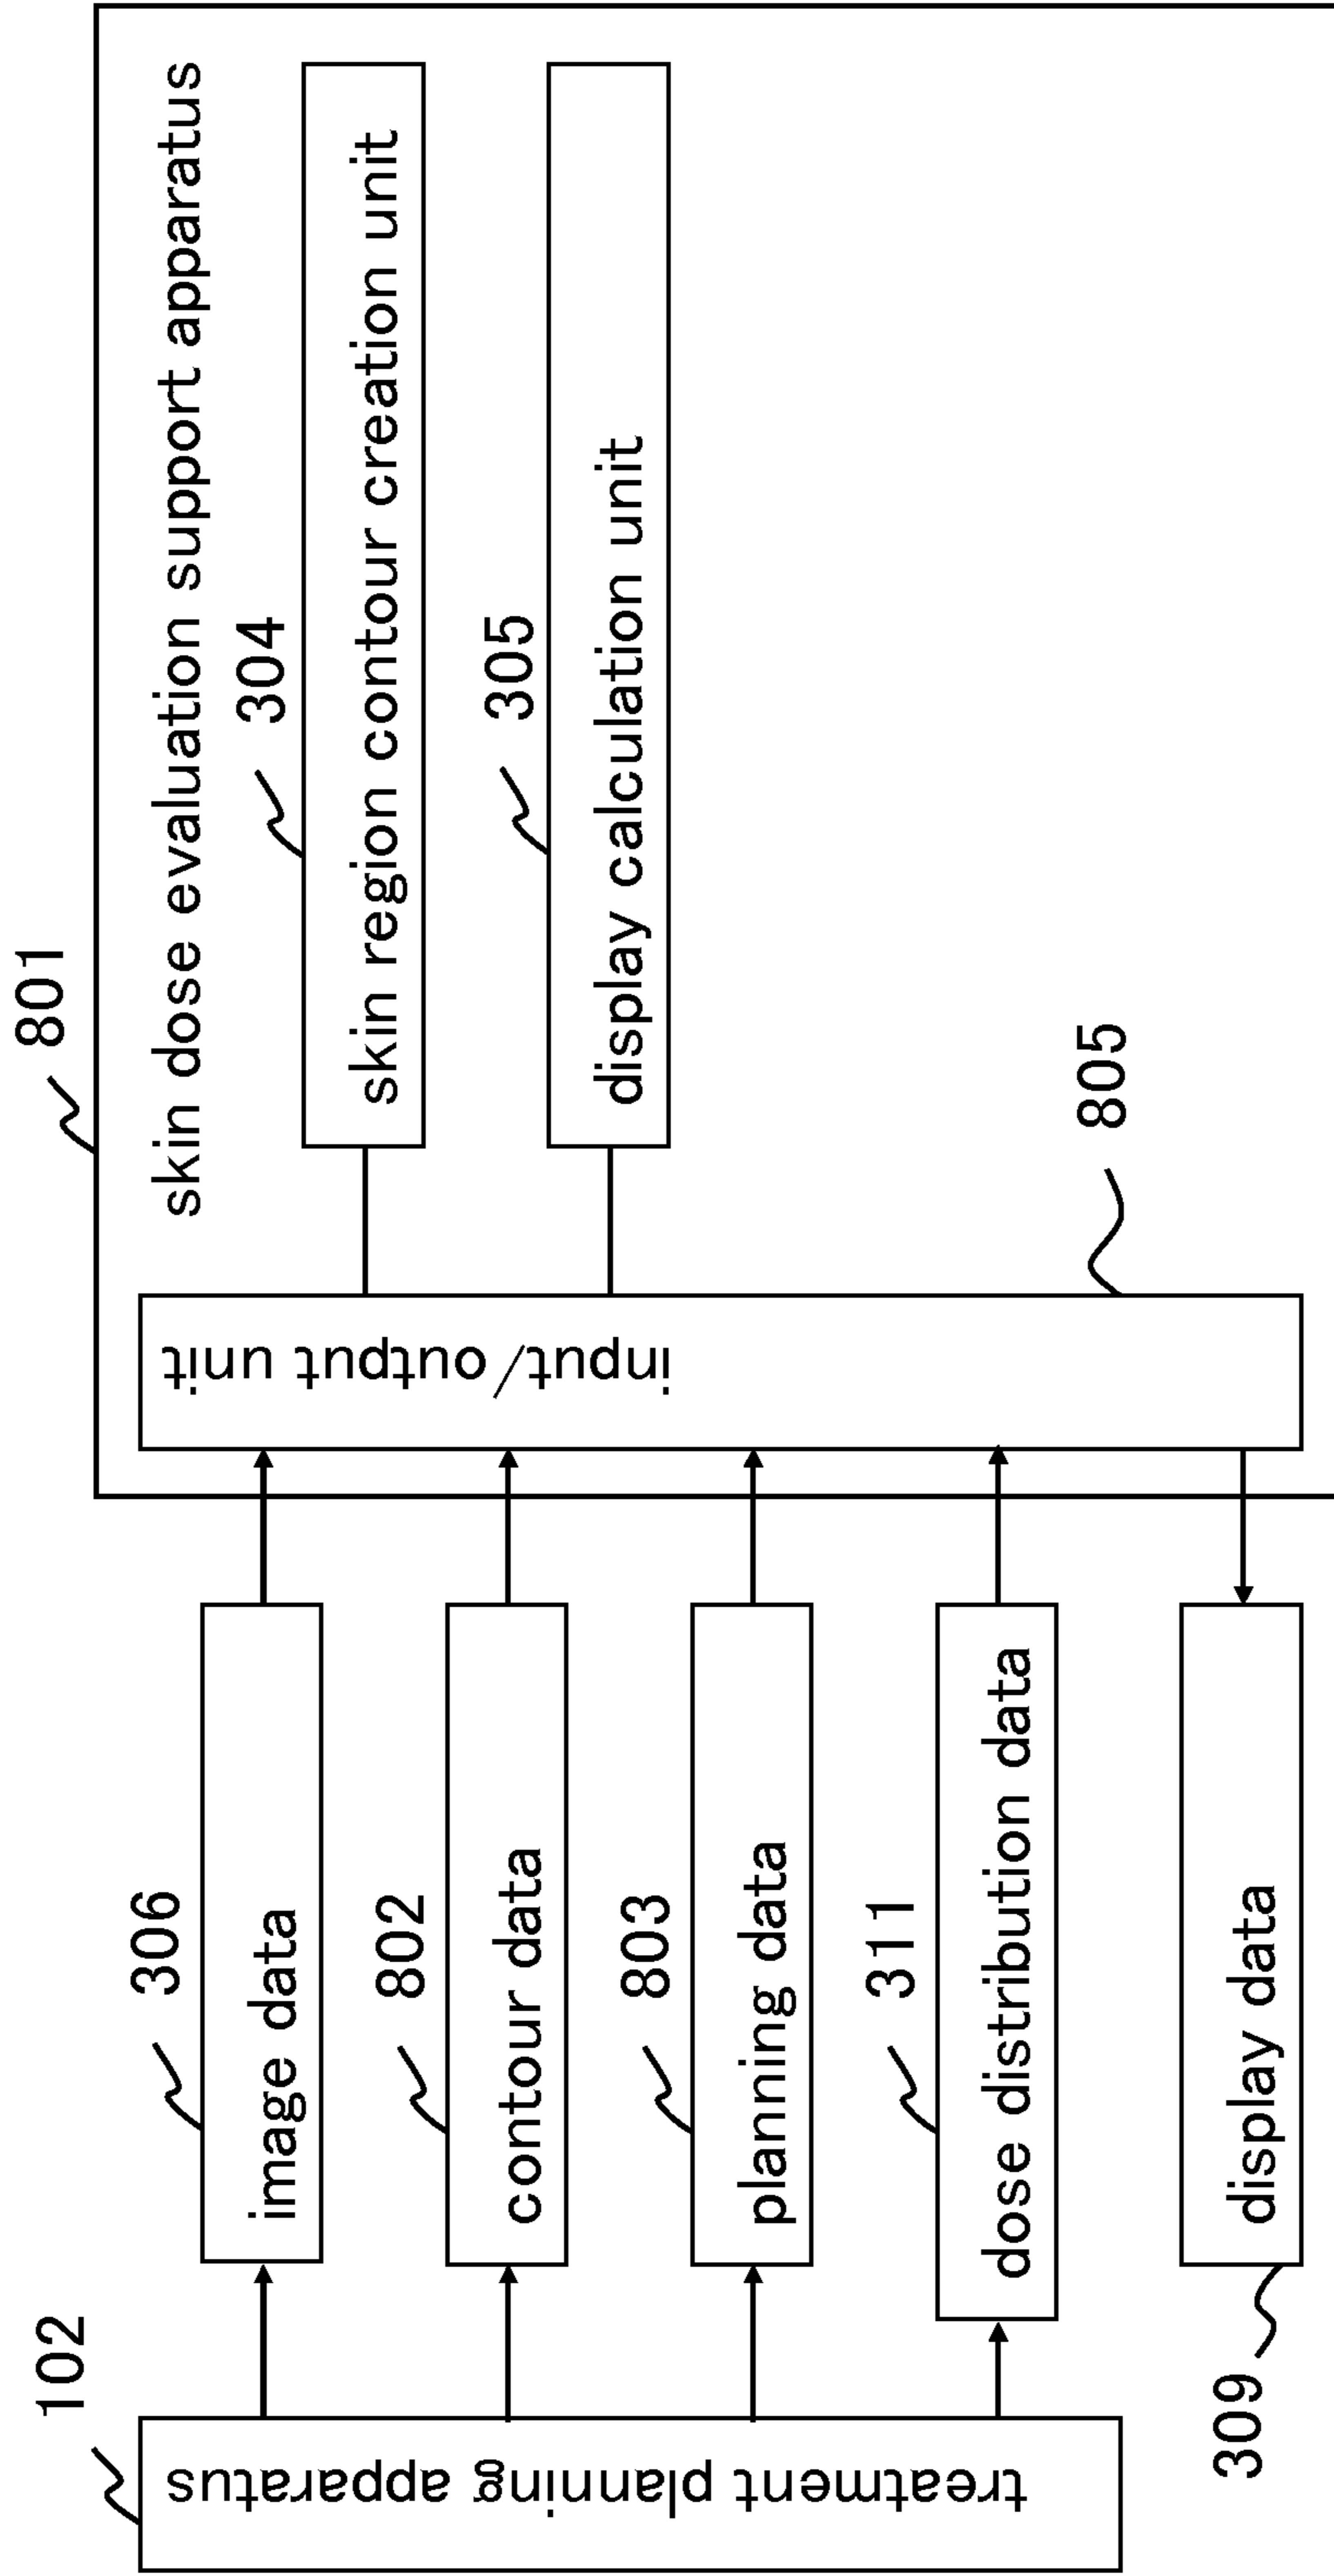 801
skin dose evaluation support apparatus
102
treatment planning apparatus
306
image data
802
contour data
803
planning data
311
dose distribution data
309
display data
input/output unit
805
304
skin region contour creation unit
305
display calculation unit